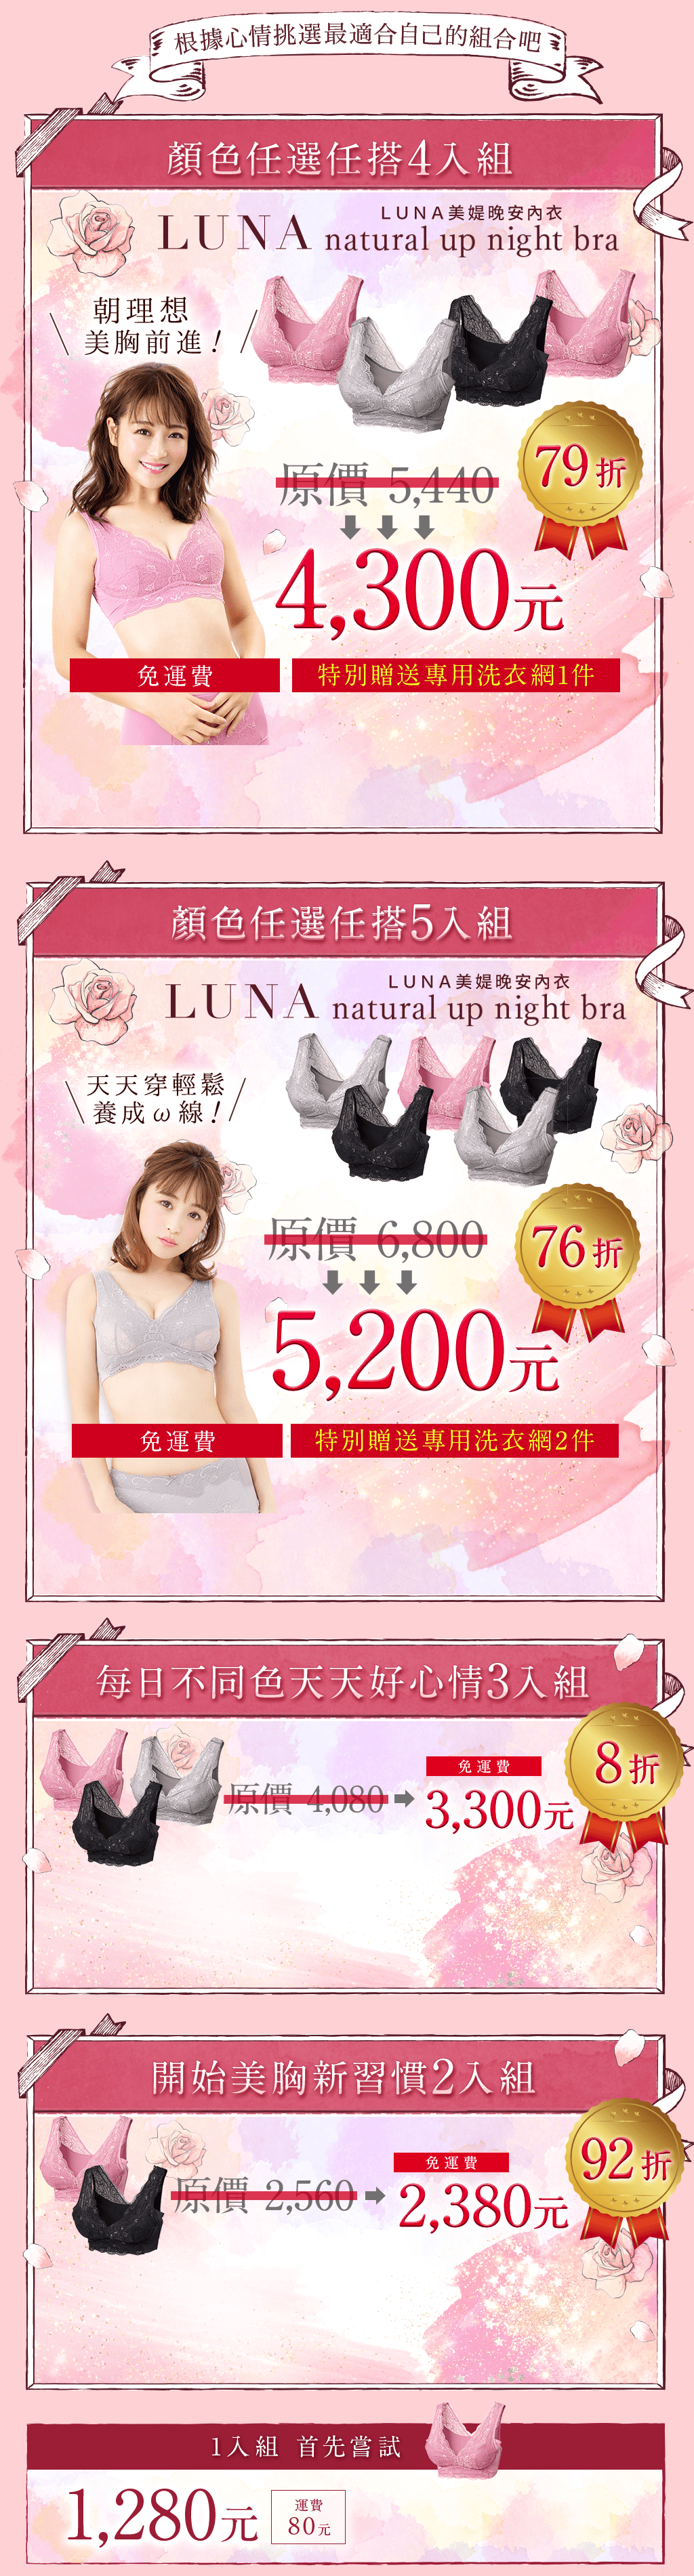 根據心情挑選最適合自己的組合吧
顏色任選任搭4入組
LUNA美媞晚安內衣
LUNA natural up night bra
朝理想
美胸前進！
79折
原價 5,440
4,300元
免運費
特別贈送專用洗衣網1件
顏色任選任搭5入組
LUNA美媞晚安內衣
LUNA natural up night bra
天天穿輕鬆
養成ω線！
原價 6,800
76折
5,200元
免運費
特別贈送專用洗衣網2件
每日不同色天天好心情3入組
8折
免運費
原價 4,080
3,300元
開始美胸新習慣2入組
92折
免運費
原價 2,560
2,380元
1入組 首先嘗試
1,280元
運費
80元